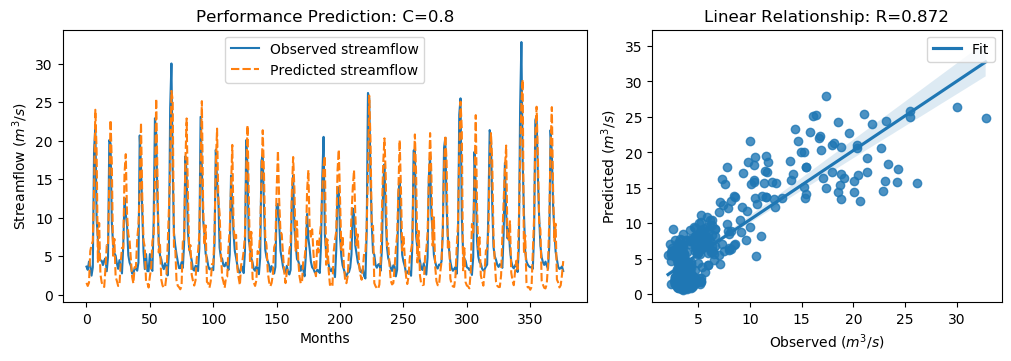 Performance Prediction: C=0.8
Streamflow (m³/s)
30
25
20
15
10
5
0
Observed streamflow
Predicted streamflow
0 50 100 150 200 250 300 350
Months
Linear Relationship: R=0.872
Predicted (m³/s)
35
30
25
20
15
10
5
0
Fit
5 10 15 20 25 30
Observed (m³/s)